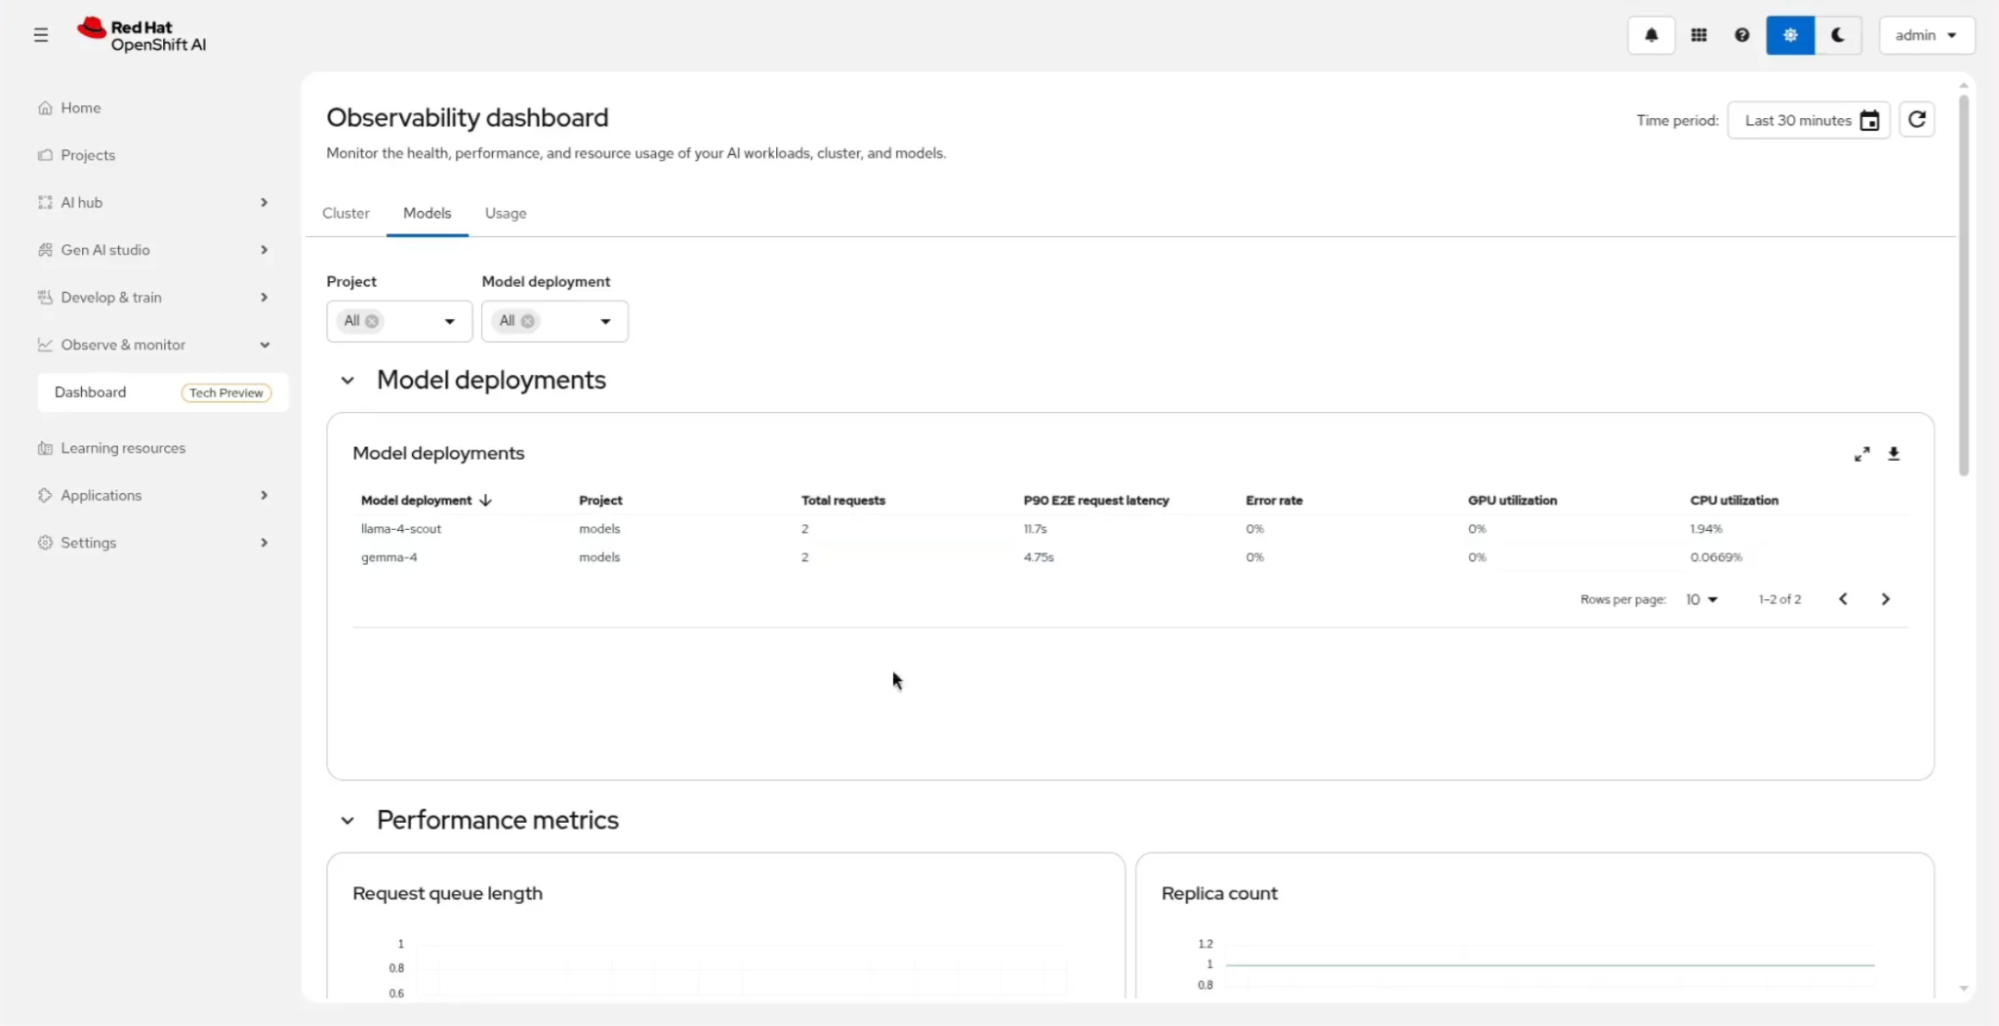 Red Hat
OpenShift AI
admin
Home
Projects
AI hub
Gen AI studio
Develop & train
Observe & monitor
Dashboard Tech Preview
Learning resources
Applications
Settings
Observability dashboard
Time period: Last 30 minutes
Monitor the health, performance, and resource usage of your AI workloads, cluster, and models.
Cluster Models Usage
Project Model deployment
All All
Model deployments
Model deployments
Model deployment Project Total requests P90 E2E request latency Error rate GPU utilization CPU utilization
llama-4-scout models 2 11.7s 0% 0% 1.94%
gemma-4 models 2 4.75s 0% 0% 0.0669%
Rows per page: 10 1-2 of 2
Performance metrics
Request queue length
1
0.8
0.6
Replica count
1.2
1
0.8